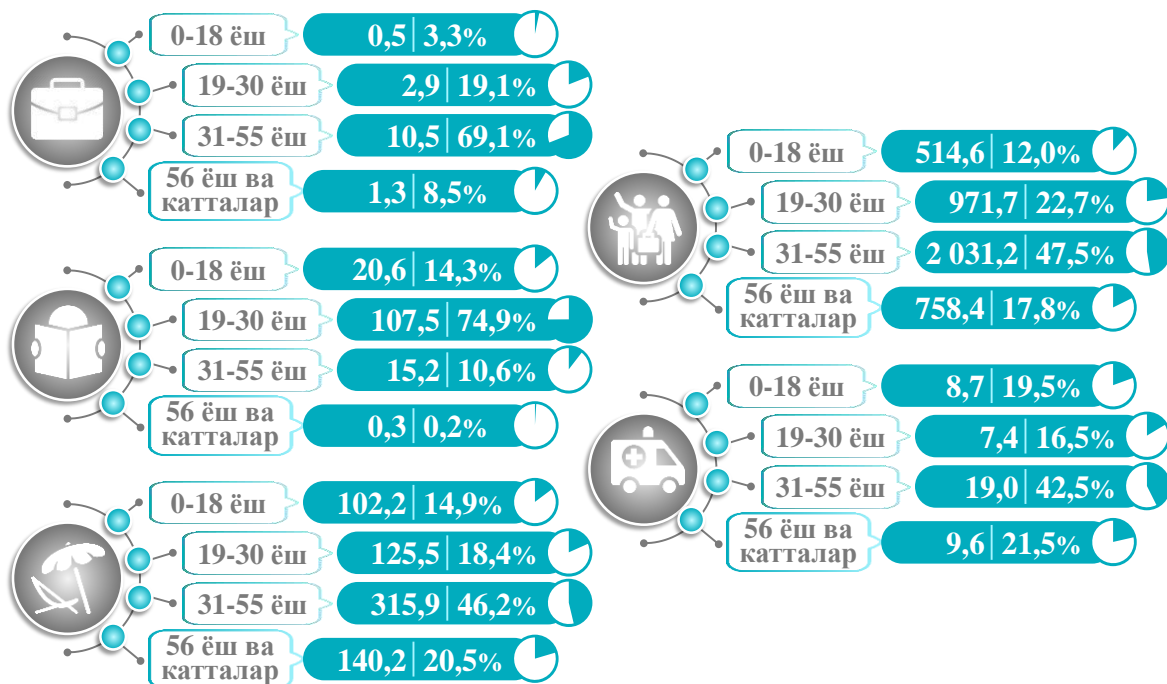 0-18 ёш 0,5 3,3%
19-30 ёш 2,9 19,1%
31-55 ёш 10,5 69,1%
56 ёш ва
катталар 1,3 8,5%
0-18 ёш 20,6 14,3%
19-30 ёш 107,5 74,9%
31-55 ёш 15,2 10,6%
56 ёш ва
катталар 0,3 0,2%
0-18 ёш 102,2 14,9%
19-30 ёш 125,5 18,4%
31-55 ёш 315,9 46,2%
56 ёш ва
катталар 140,2 20,5%
0-18 ёш 514,6 12,0%
19-30 ёш 971,7 22,7%
31-55 ёш 2 031,2 47,5%
56 ёш ва
катталар 758,4 17,8%
0-18 ёш 8,7 19,5%
19-30 ёш 7,4 16,5%
31-55 ёш 19,0 42,5%
56 ёш ва
катталар 9,6 21,5%